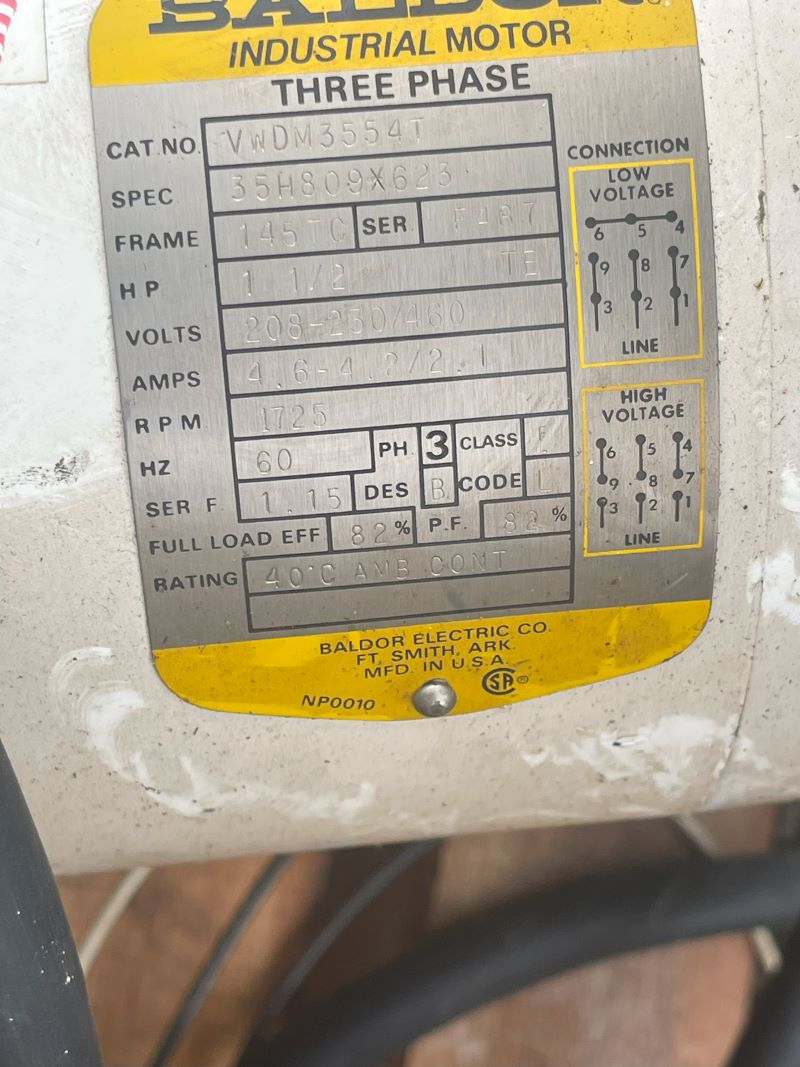 BALDOR
INDUSTRIAL MOTOR
THREE PHASE
CAT.NO. VWDM3554T
SPEC 35H809X623
FRAME 145TC SER. F487
HP 1 1/2 TE
VOLTS 208-230/460
AMPS 4.6-4.2/2.1
RPM 1725
HZ 60 PH 3 CLASS F
SER F 1.15 DES B CODE L
FULL LOAD EFF 82% P.F. 82%
RATING 40°C AMB CONT
CONNECTION
LOW
VOLTAGE
6 5 4
9 8 7
3 2 1
LINE
HIGH
VOLTAGE
6 5 4
9 8 7
3 2 1
LINE
BALDOR ELECTRIC CO.
FT. SMITH, ARK.
MFD. IN U.S.A.
NP0010 SA®